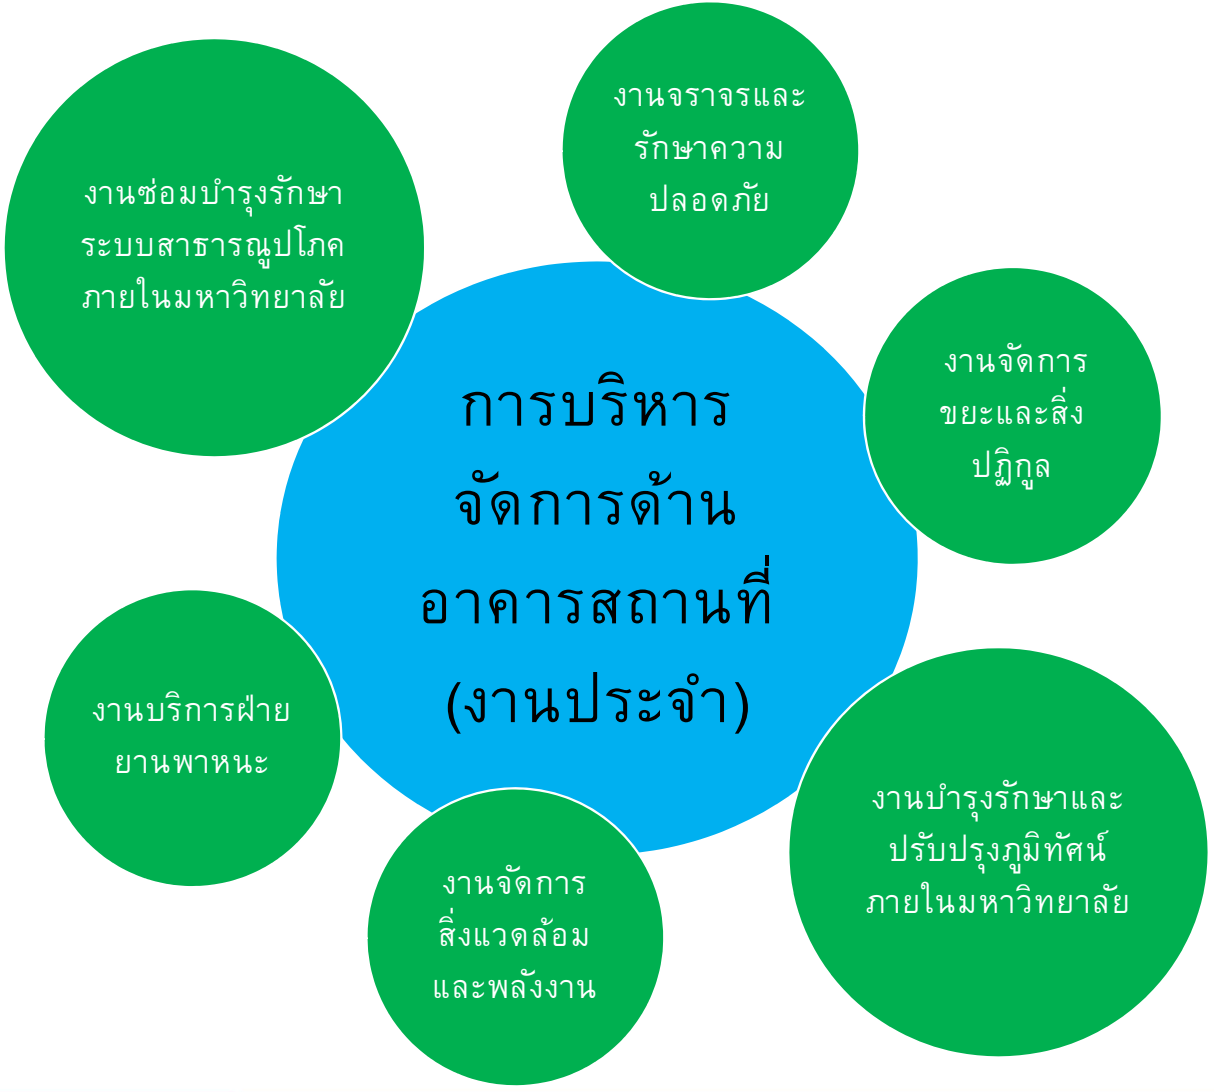 งานจราจรและ
รักษาความ
ปลอดภัย
งานซ่อมบำรุงรักษา
ระบบสาธารณูปโภค
ภายในมหาวิทยาลัย
งานจัดการ
ขยะและสิ่ง
ปฏิกูล
การบริหาร
จัดการด้าน
อาคารสถานที่
(งานประจำ)
งานบริการฝ่าย
ยานพาหนะ
งานบำรุงรักษาและ
ปรับปรุงภูมิทัศน์
ภายในมหาวิทยาลัย
งานจัดการ
สิ่งแวดล้อม
และพลังงาน